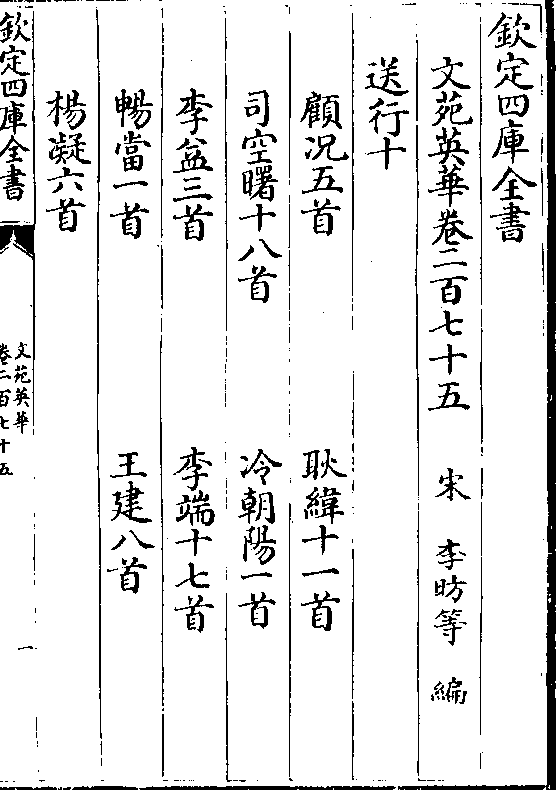 欽定四庫全書
文苑英華卷二百七十五 宋 李昉等 編
送行十
顧况五首 耿緯十一首
司空曙十八首 冷朝陽一首
李益三首 李端十七首
暢當一首 王建八首
楊凝六首
欽定四庫全書
文苑英華
卷二百七十五
一